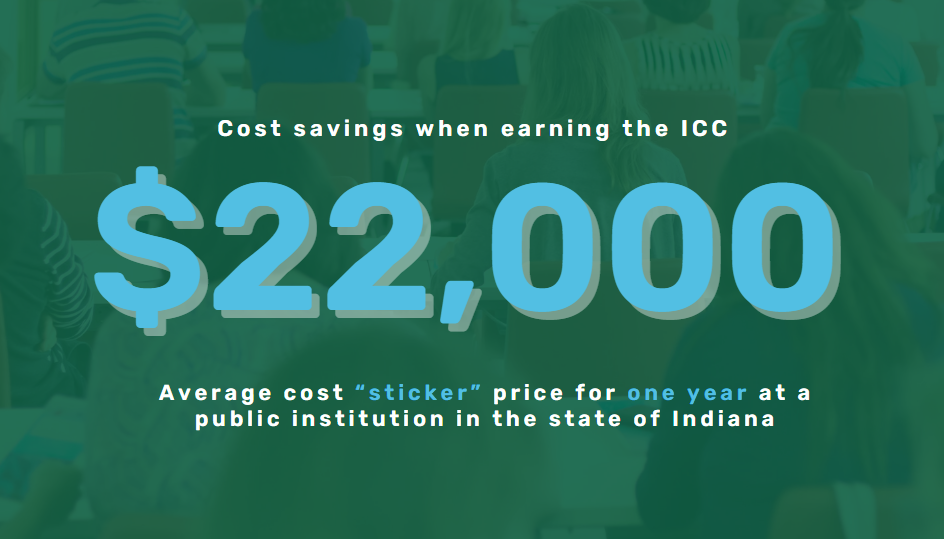 Cost savings when earning the ICC
$22,000
Average cost “sticker” price for one year at a
public institution in the state of Indiana